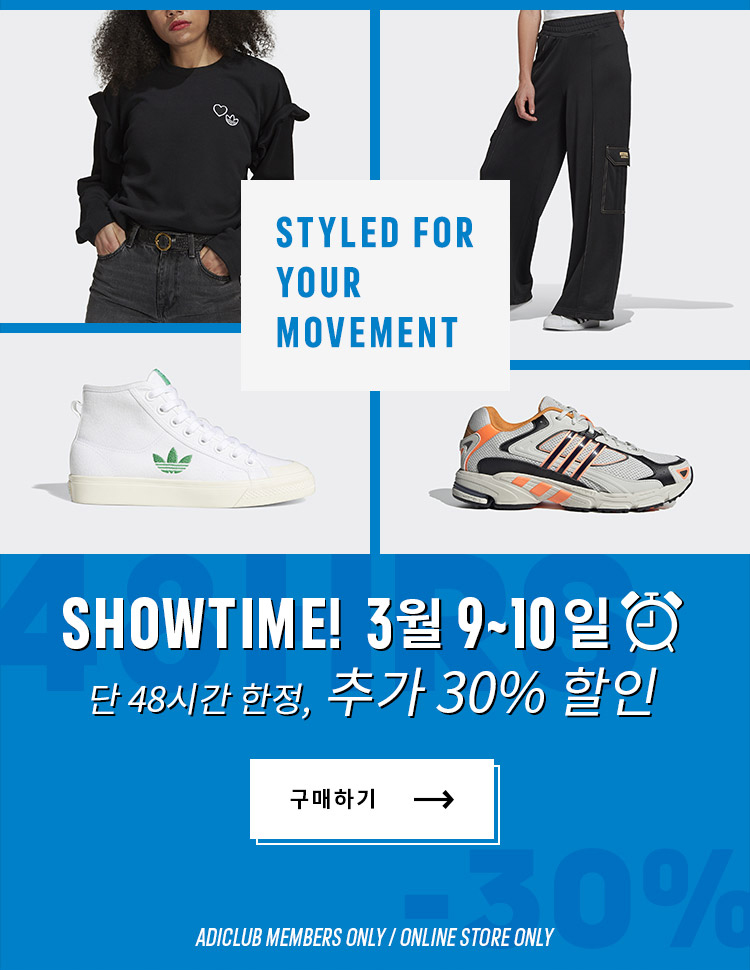 STYLED FOR
YOUR
MOVEMENT
48HRS
SHOWTIME! 3월 9~10일
단 48시간 한정, 추가 30% 할인
구매하기
-30%
ADICLUB MEMBERS ONLY / ONLINE STORE ONLY